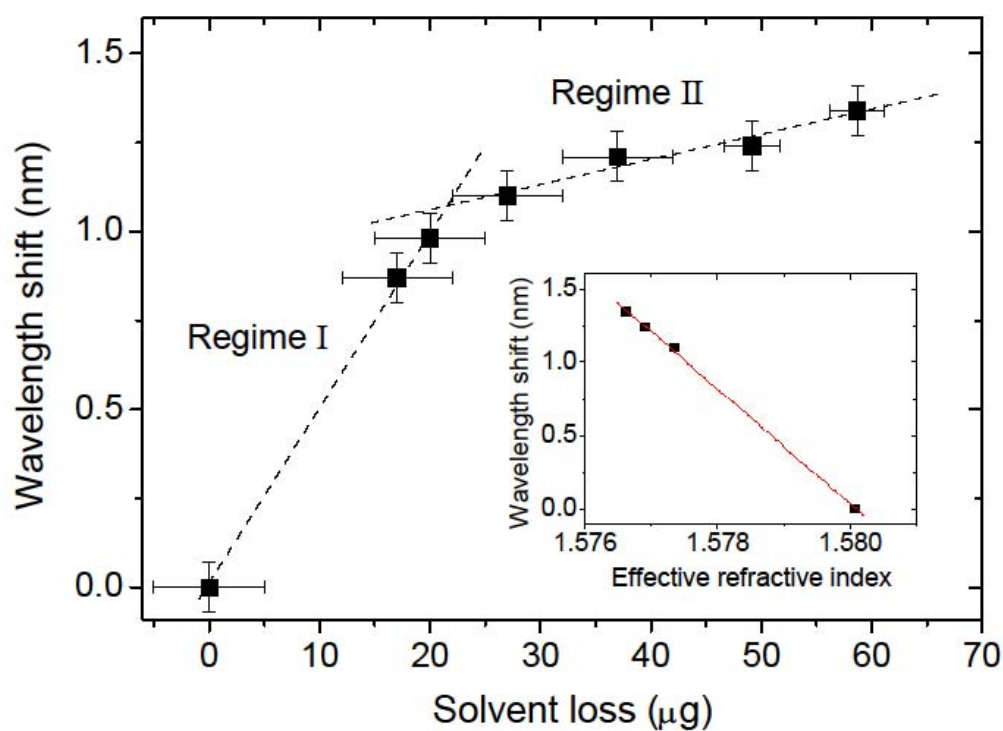 1.5
1.0
0.5
0.0
Wavelength shift (nm)
Regime I
Regime II
0 10 20 30 40 50 60 70
Solvent loss (μg)
1.5
1.0
0.5
0.0
Wavelength shift (nm)
1.576 1.578 1.580
Effective refractive index